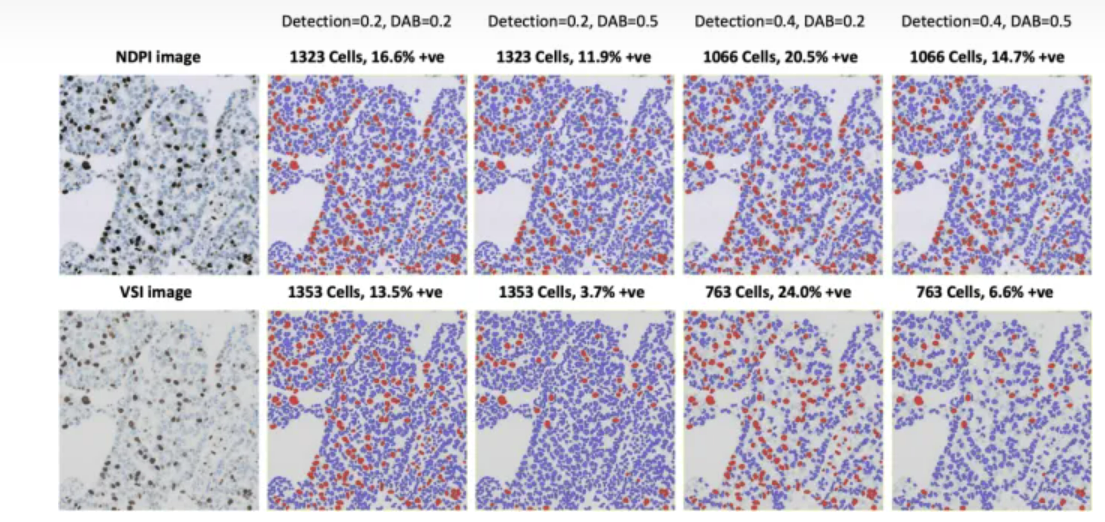 Detection=0.2, DAB=0.2 Detection=0.2, DAB=0.5 Detection=0.4, DAB=0.2 Detection=0.4, DAB=0.5
NDPI image 1323 Cells, 16.6% +ve 1323 Cells, 11.9% +ve 1066 Cells, 20.5% +ve 1066 Cells, 14.7% +ve
VSI image 1353 Cells, 13.5% +ve 1353 Cells, 3.7% +ve 763 Cells, 24.0% +ve 763 Cells, 6.6% +ve